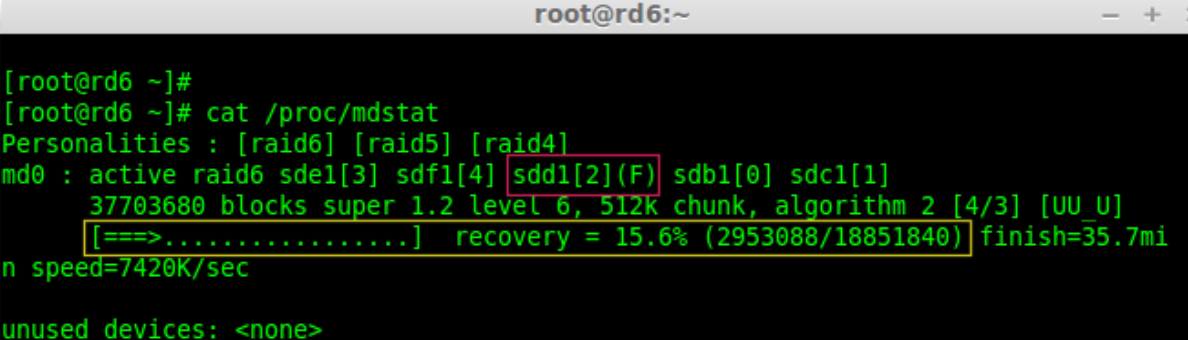 root@rd6:~
[root@rd6 ~]#
[root@rd6 ~]# cat /proc/mdstat
Personalities : [raid6] [raid5] [raid4]
md0 : active raid6 sde1[3] sdf1[4] sdd1[2](F) sdb1[0] sdc1[1]
37703680 blocks super 1.2 level 6, 512k chunk, algorithm 2 [4/3] [UU_U]
[===>.................] recovery = 15.6% (2953088/18851840) finish=35.7mi
n speed=7420K/sec
unused devices: <none>